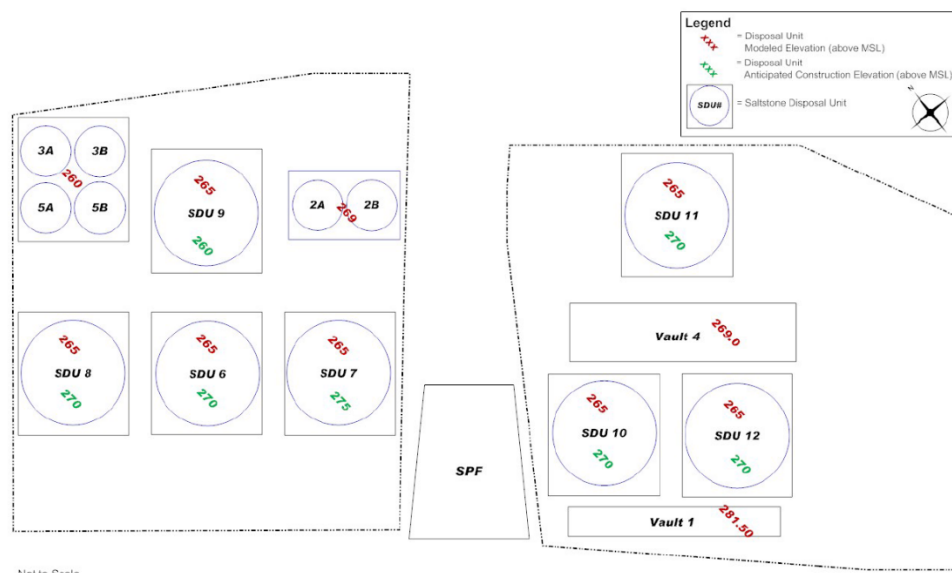 Legend
xxx = Disposal Unit
Modeled Elevation (above MSL)
xxx = Disposal Unit
Anticipated Construction Elevation (above MSL)
SDU# = Saltstone Disposal Unit
N
3A 3B
260
5A 5B
265
SDU 9
260
2A 269 2B
265
SDU 11
270
265
SDU 8
270
265
SDU 6
270
265
SDU 7
275
Vault 4 269.0
265
SDU 10
270
265
SDU 12
270
SPF
Vault 1 281.50
Not to Scale